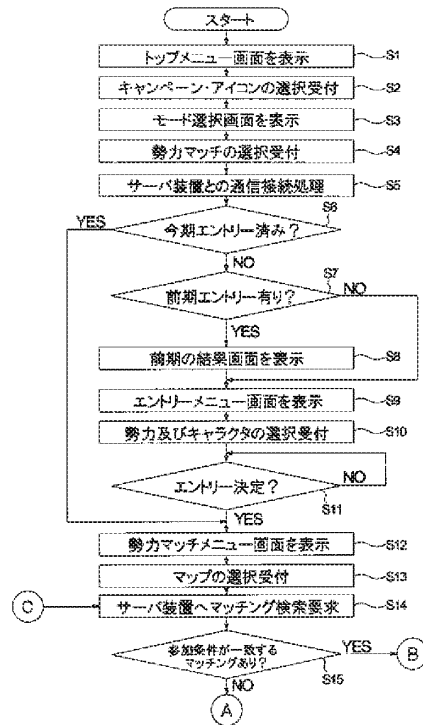 スタート
トップメニュー画面を表示
S1
キャンペーン・アイコンの選択受付
S2
モード選択画面を表示
S3
勢力マッチの選択受付
S4
サーバ装置との通信接続処理
S5
今期エントリー済み？
S6
YES
NO
前期エントリー有り？
S7
NO
YES
前期の結果画面を表示
S8
エントリーメニュー画面を表示
S9
勢力及びキャラクタの選択受付
S10
エントリー決定？
NO
S11
YES
勢力マッチメニュー画面を表示
S12
マップの選択受付
S13
C
サーバ装置へマッチング検索要求
S14
参加条件が一致する
マッチングあり？
YES
B
S15
NO
A